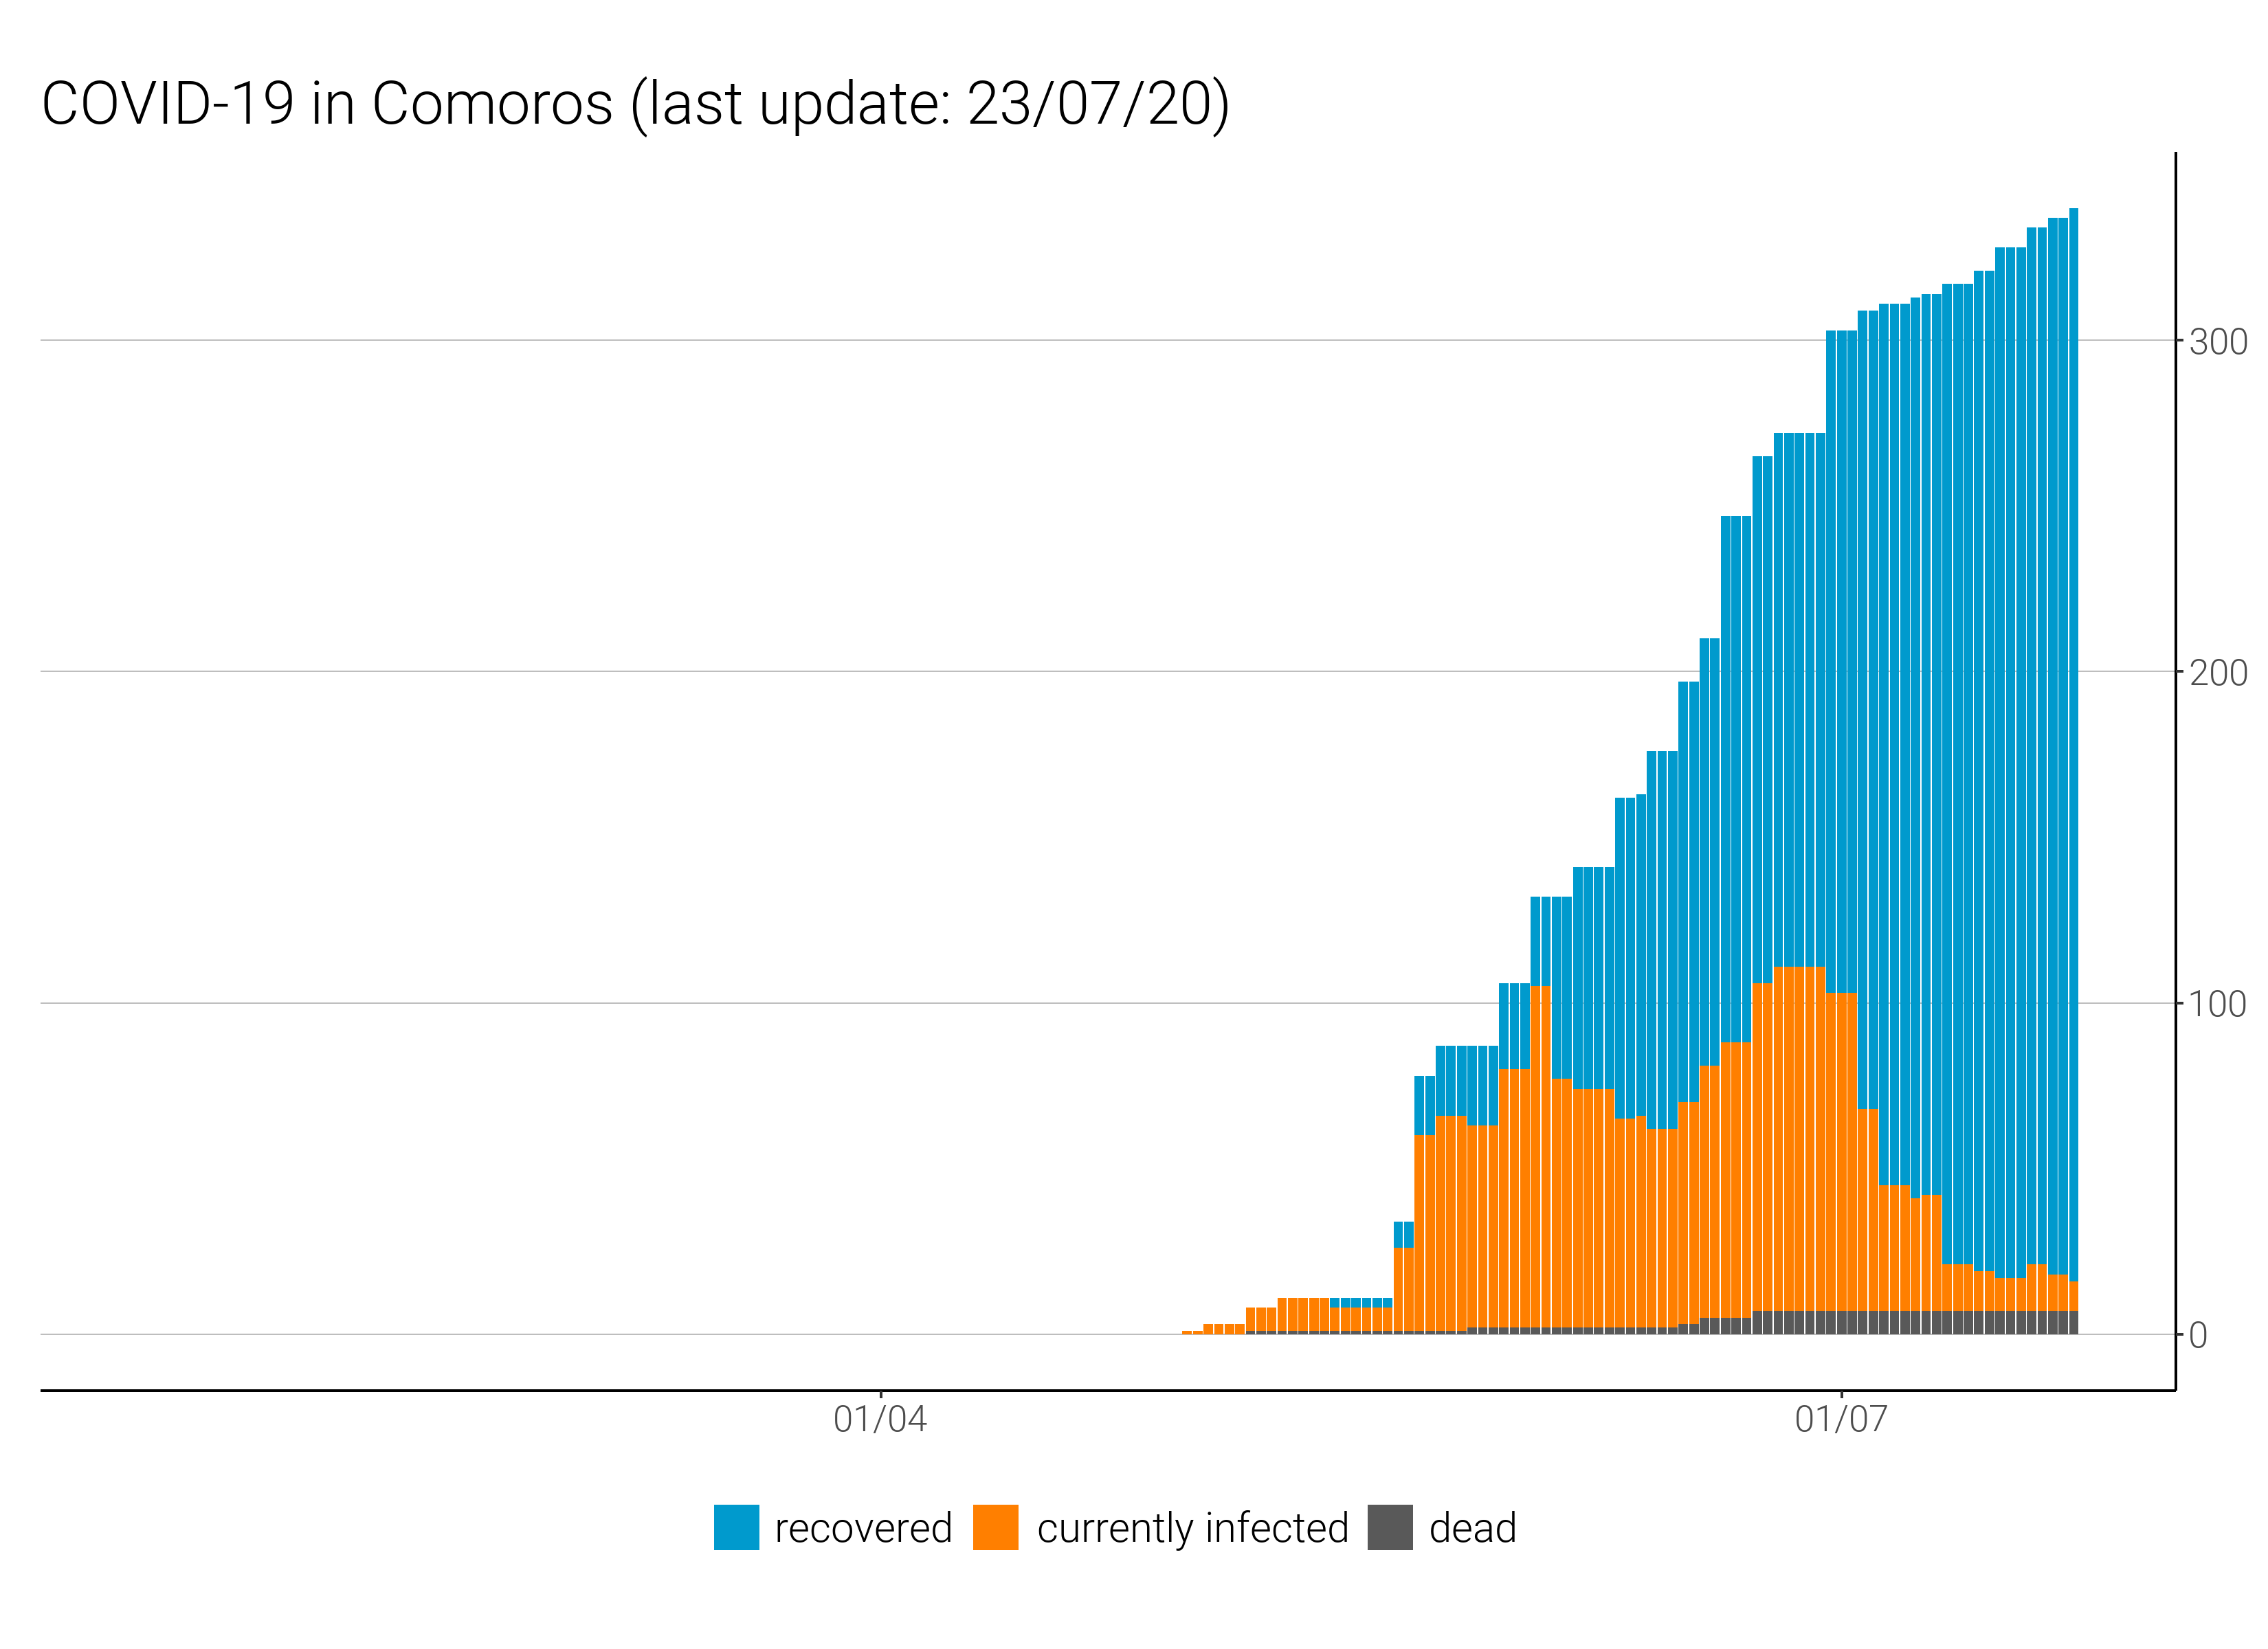 COVID-19 in Comoros (last update: 23/07/20)
300
200
100
0
01/04 01/07
recovered currently infected dead